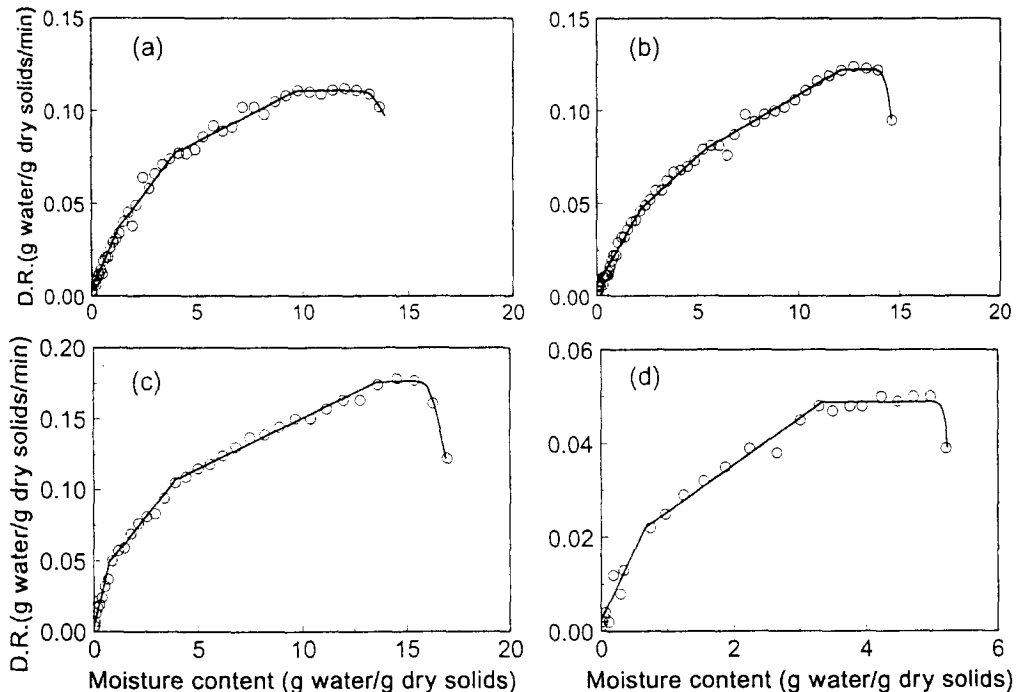 0.15
0.10
0.05
0.00
D.R.(g water/g dry solids/min)
(a)
0 5 10 15 20
0.15
0.10
0.05
0.00
(b)
0 5 10 15 20
0.20
0.15
0.10
0.05
0.00
D.R.(g water/g dry solids/min)
(c)
0 5 10 15 20
Moisture content (g water/g dry solids)
0.06
0.04
0.02
0.00
(d)
0 2 4 6
Moisture content (g water/g dry solids)